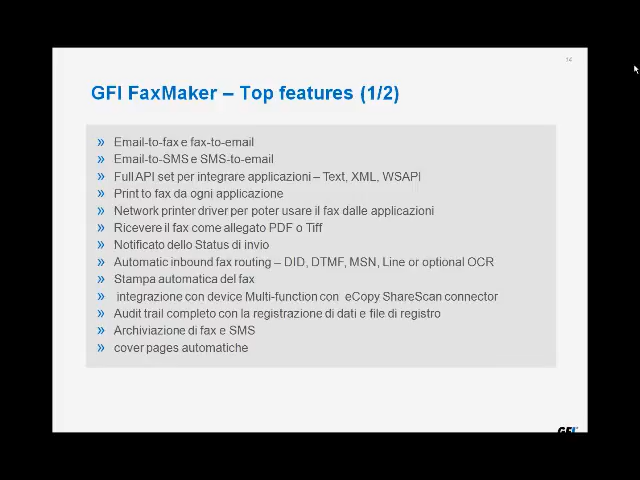 14
GFI FaxMaker – Top features (1/2)
» Email-to-fax e fax-to-email
» Email-to-SMS e SMS-to-email
» Full API set per integrare applicazioni – Text, XML, WSAPI
» Print to fax da ogni applicazione
» Network printer driver per poter usare il fax dalle applicazioni
» Ricevere il fax come allegato PDF o Tiff
» Notificato dello Status di invio
» Automatic inbound fax routing – DID, DTMF, MSN, Line or optional OCR
» Stampa automatica del fax
» integrazione con device Multi-function con eCopy ShareScan connector
» Audit trail completo con la registrazione di dati e file di registro
» Archiviazione di fax e SMS
» cover pages automatiche
GFI